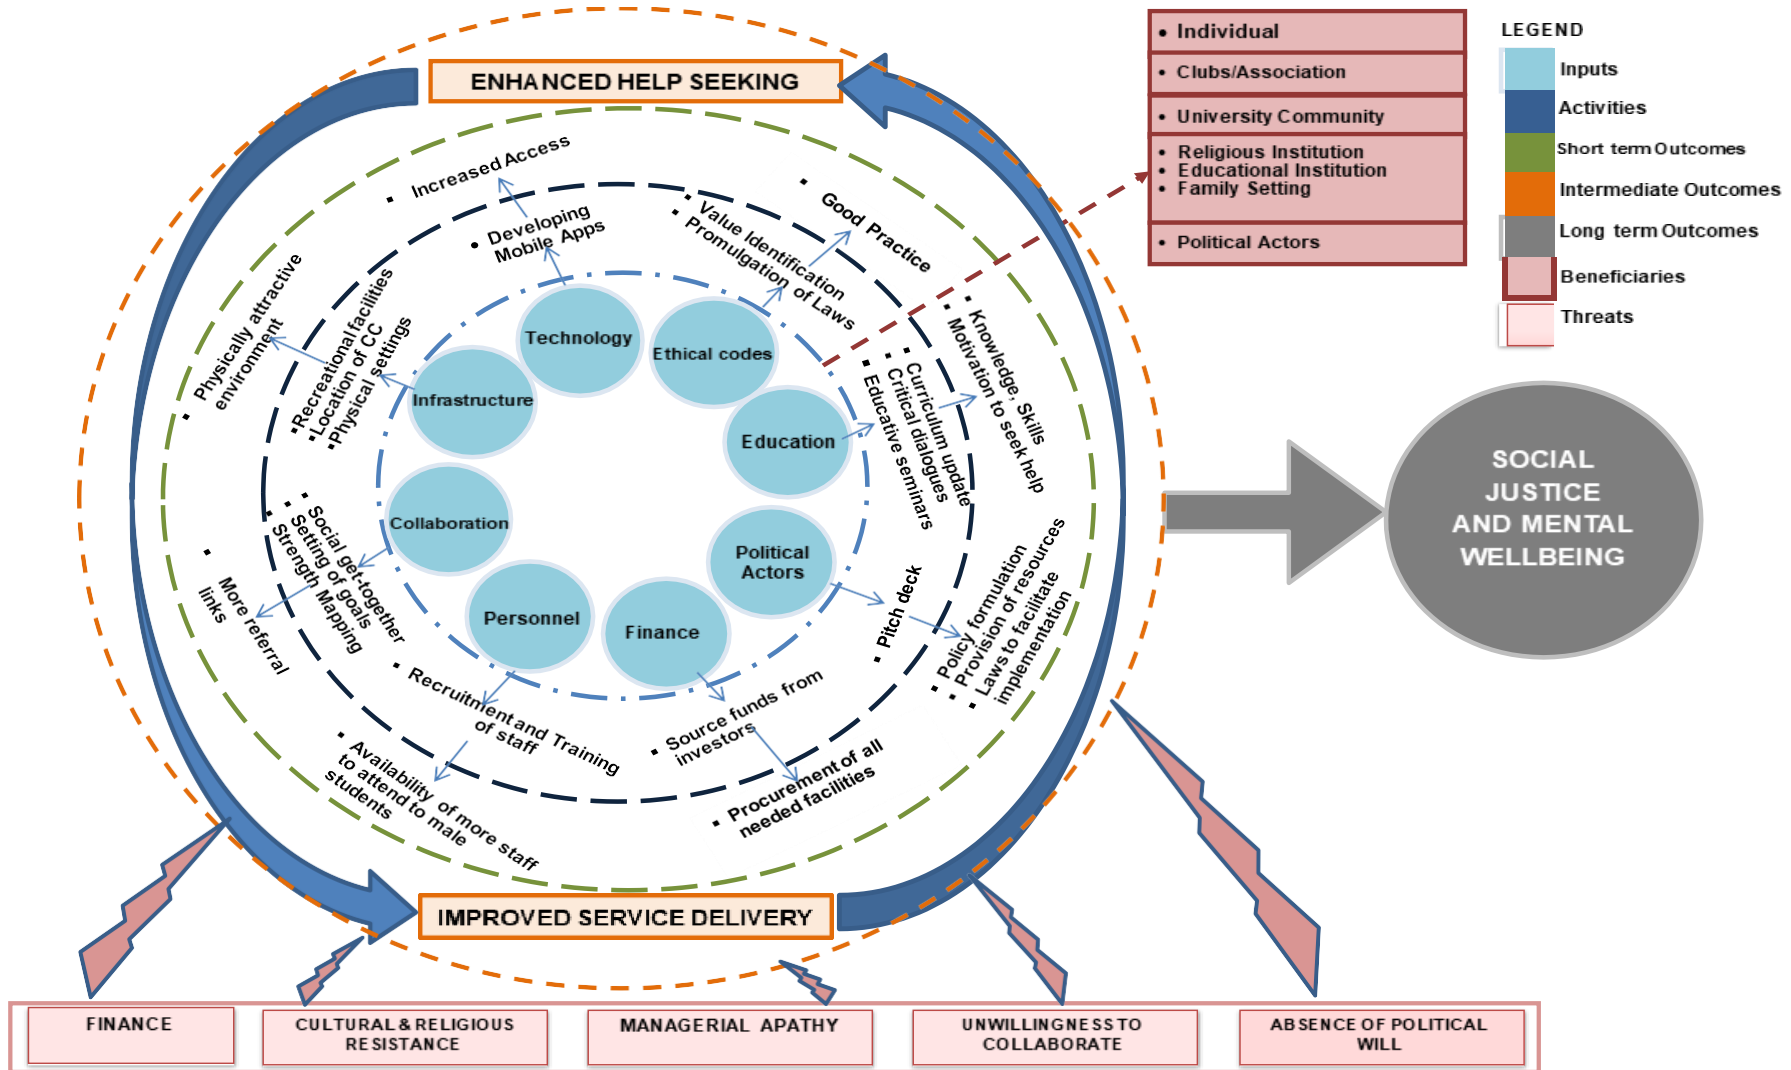 ENHANCED HELP SEEKING
• Individual
• Clubs/Association
• University Community
• Religious Institution
• Educational Institution
• Family Setting
• Political Actors
LEGEND
Inputs
Activities
Short term Outcomes
Intermediate Outcomes
Long term Outcomes
Beneficiaries
Threats
▪ Increased Access
• Developing
Mobile Apps
▪ Value Identification
▪ Promulgation of Laws
▪ Good Practice
▪ Physically attractive
environment
▪ Recreational facilities
▪ Location of CC
▪ Physical settings
Technology
Ethical codes
Infrastructure
Education
Collaboration
Political
Actors
Personnel
Finance
▪ Knowledge, Skills
▪ Motivation to seek help
▪ Curriculum update
▪ Critical dialogues
▪ Educative seminars
▪ Social get-together
▪ Setting of goals
▪ Strength Mapping
▪ More referral
links
▪ Pitch deck
▪ Policy formulation
▪ Provision of resources
▪ Laws to facilitate
implementation
▪ Recruitment and Training
of staff
▪ Source funds from
investors
▪ Availability of more staff
to attend to male
students
▪ Procurement of all
needed facilities
SOCIAL
JUSTICE
AND MENTAL
WELLBEING
IMPROVED SERVICE DELIVERY
FINANCE
CULTURAL & RELIGIOUS
RESISTANCE
MANAGERIAL APATHY
UNWILLINGNESS TO
COLLABORATE
ABSENCE OF POLITICAL
WILL